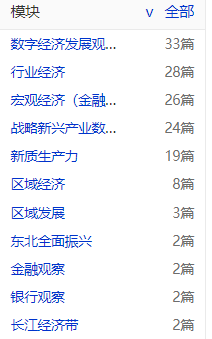 模块 v 全部
数字经济发展观... 33篇
行业经济 28篇
宏观经济（金融... 26篇
战略新兴产业数... 24篇
新质生产力 19篇
区域经济 8篇
区域发展 3篇
东北全面振兴 2篇
金融观察 2篇
银行观察 2篇
长江经济带 2篇